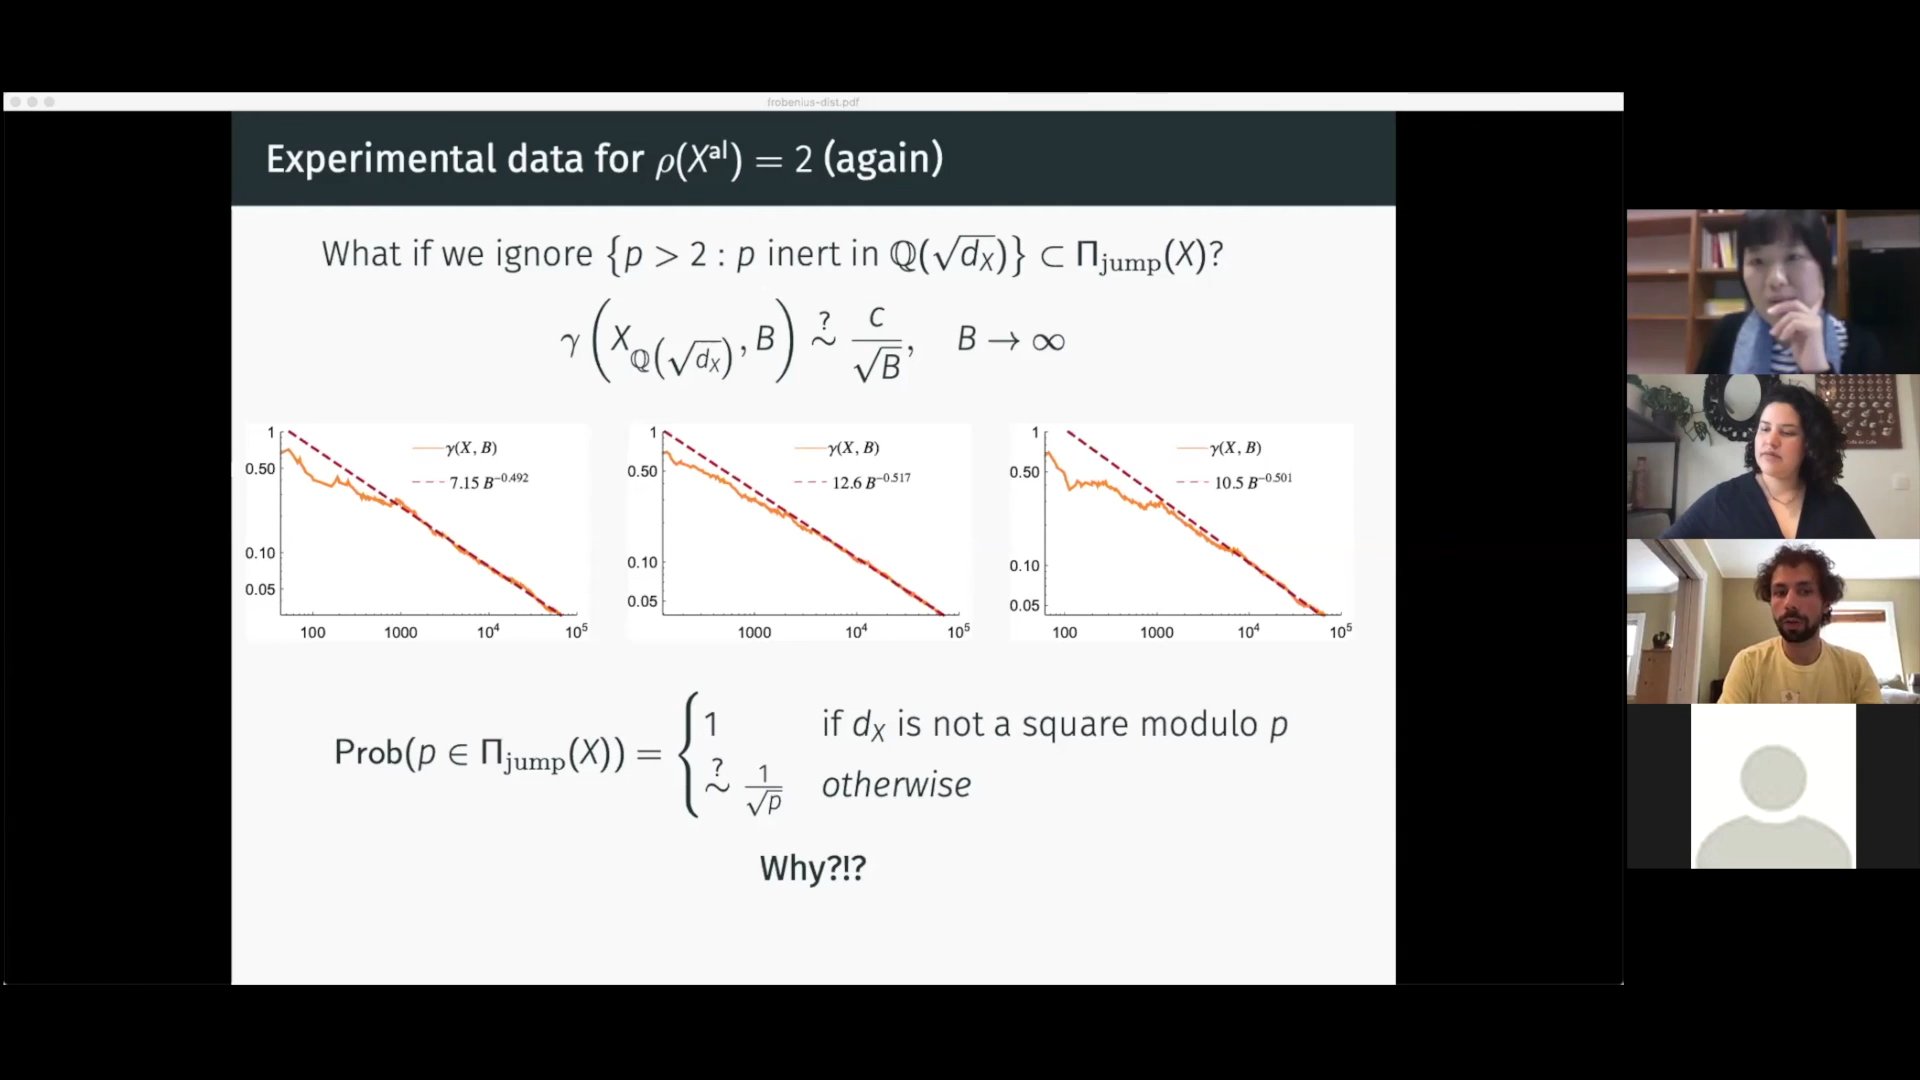 frobenius-dist.pdf
Experimental data for ρ(X^al) = 2 (again)
What if we ignore {p > 2 : p inert in ℚ(√d_X)} ⊂ Π_jump(X)?
γ(X_ℚ(√d_X), B) ∼^? c/√B, B → ∞
1
0.50
0.10
0.05
100 1000 10^4 10^5
γ(X, B)
7.15 B^−0.492
1
0.50
0.10
0.05
1000 10^4 10^5
γ(X, B)
12.6 B^−0.517
1
0.50
0.10
0.05
100 1000 10^4 10^5
γ(X, B)
10.5 B^−0.501
Prob(p ∈ Π_jump(X)) = { 1 if d_X is not a square modulo p
∼^? 1/√p otherwise
Why?!?